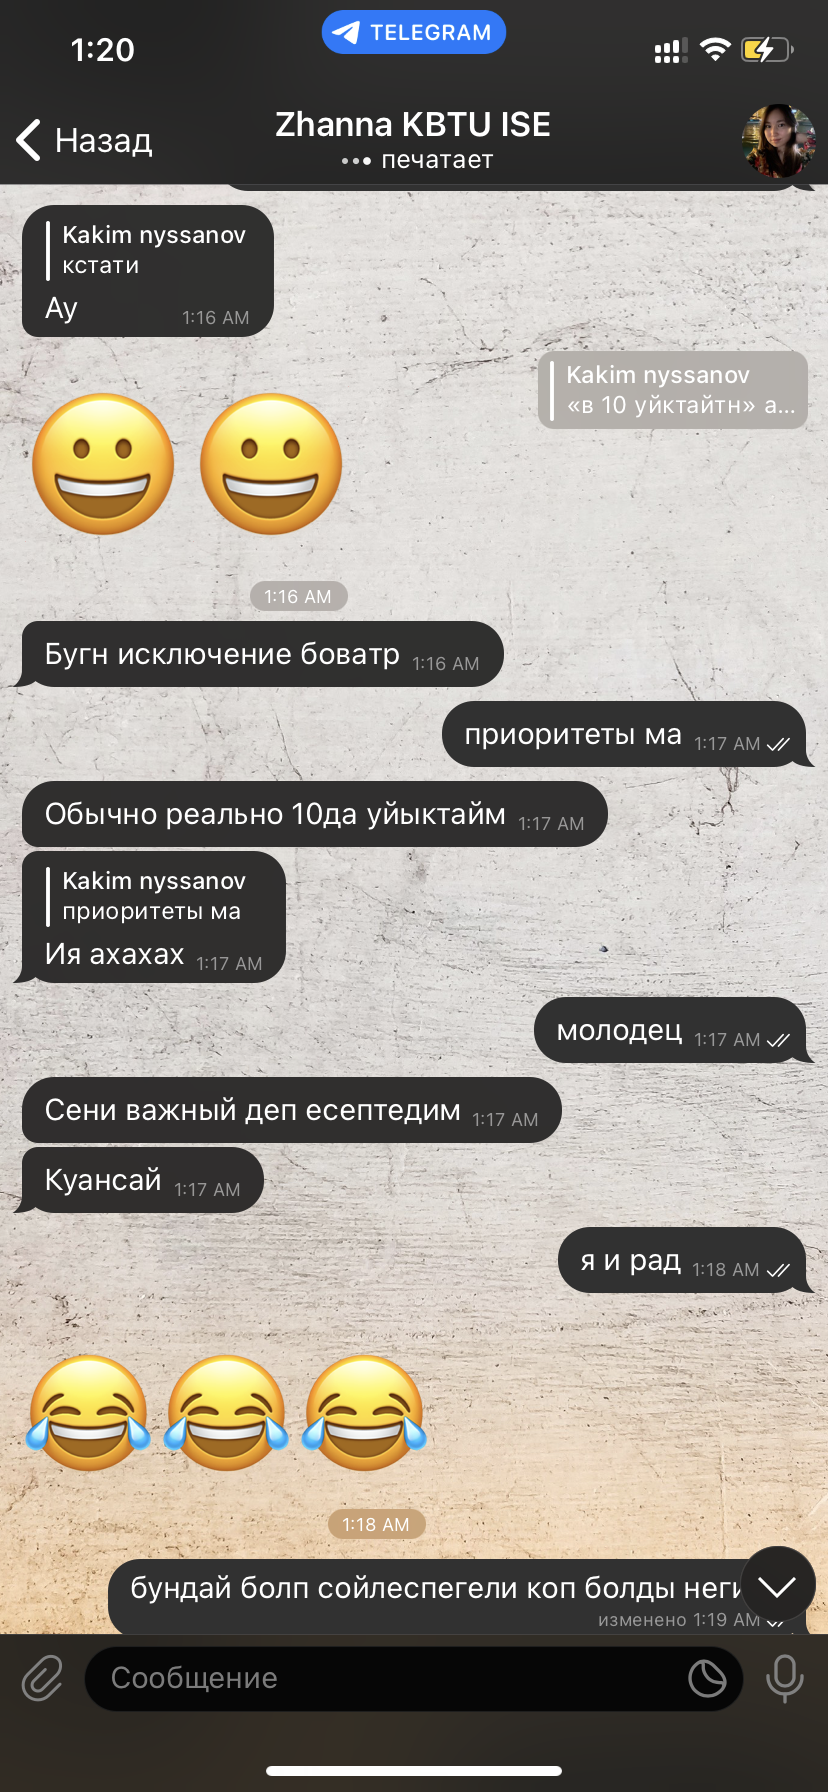 1:20
TELEGRAM
Назад
Zhanna KBTU ISE
печатает
Kakim nyssanov
кстати
Ау 1:16 AM
Kakim nyssanov
«в 10 уйктайтн» а...
1:16 AM
Бугн исключение боватр 1:16 AM
приоритеты ма 1:17 AM
Обычно реально 10да уйыктайм 1:17 AM
Kakim nyssanov
приоритеты ма
Ия ахахах 1:17 AM
молодец 1:17 AM
Сени важный деп есептедим 1:17 AM
Куансай 1:17 AM
я и рад 1:18 AM
1:18 AM
бундай болп сойлеспегели коп болды
изменено 1:19 AM
Сообщение